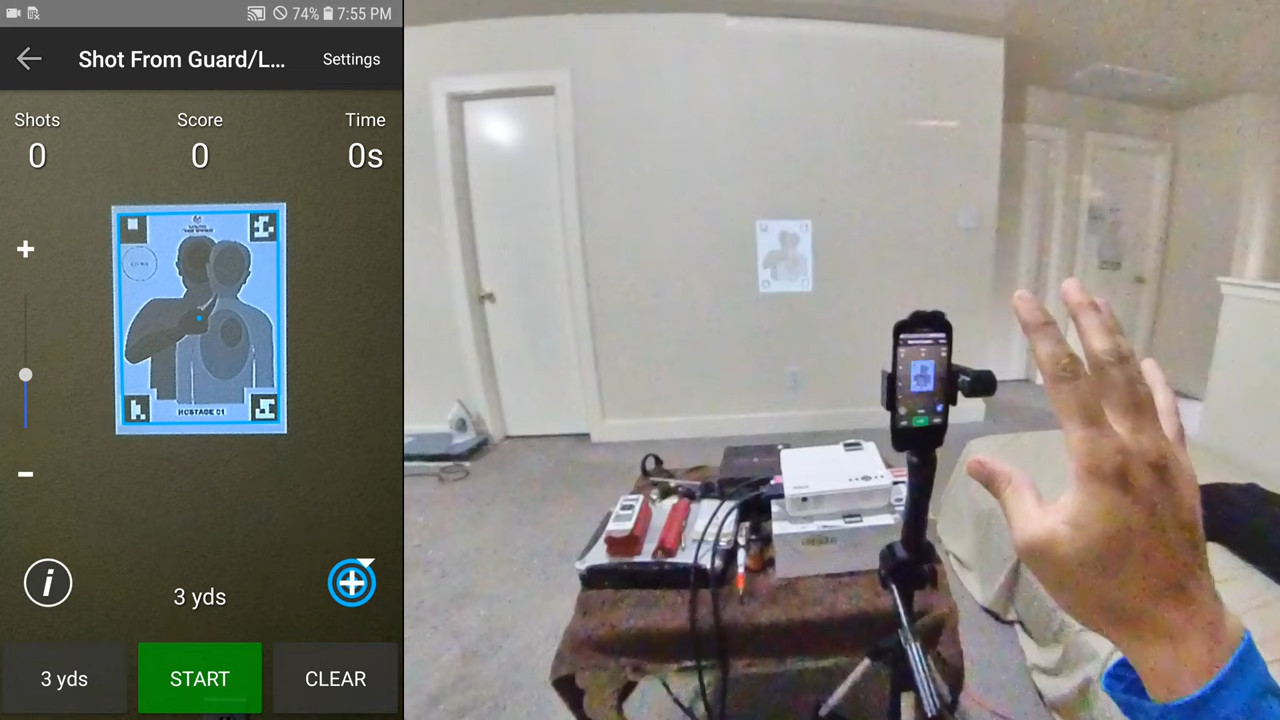 74% 7:55 PM
Shot From Guard/L... Settings
Shots Score Time
0 0 0s
+
HOSTAGE 01
-
i
3 yds
3 yds START CLEAR